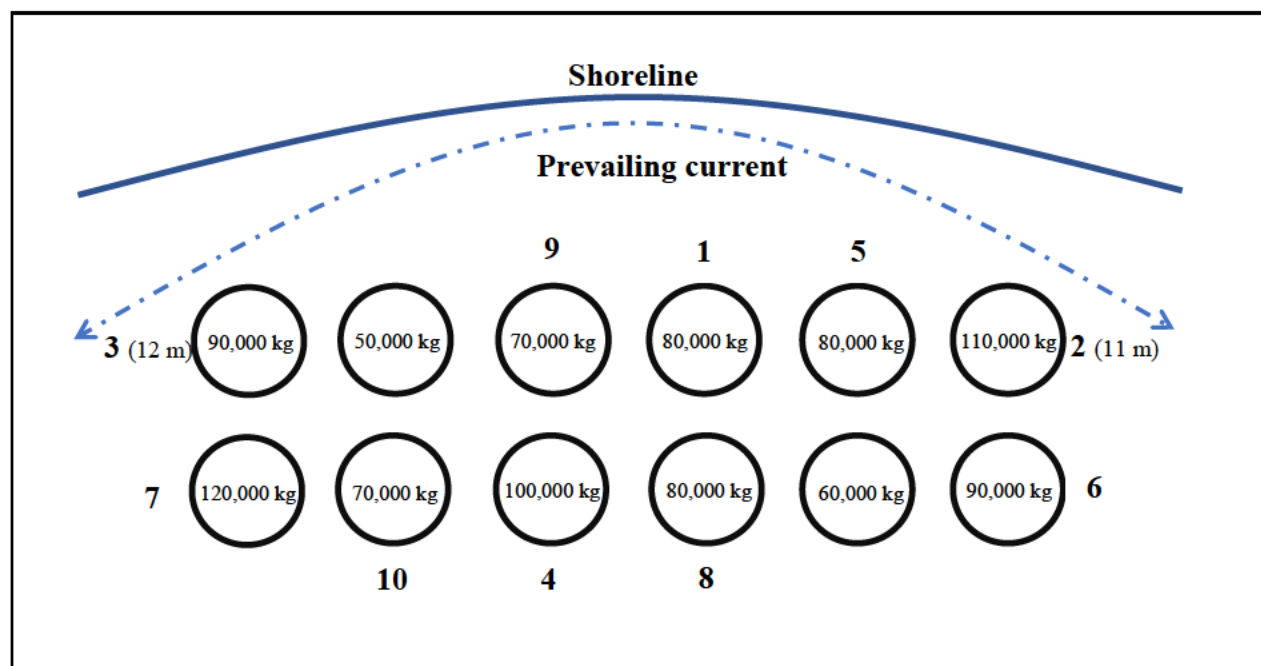 Shoreline
Prevailing current
9 1 5
3 (12 m) 90,000 kg 50,000 kg 70,000 kg 80,000 kg 80,000 kg 110,000 kg 2 (11 m)
7 120,000 kg 70,000 kg 100,000 kg 80,000 kg 60,000 kg 90,000 kg 6
10 4 8